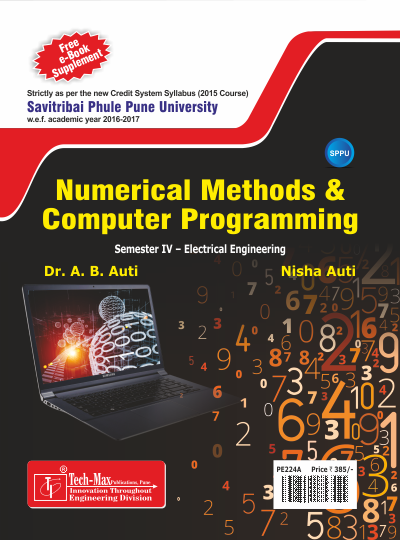 Free
e-Book
Supplement
Strictly as per the new Credit System Syllabus (2015 Course)
Savitribai Phule Pune University
w.e.f. academic year 2016-2017
SPPU
Numerical Methods &
Computer Programming
Semester IV – Electrical Engineering
Dr. A. B. Auti
Nisha Auti
PE224A Price ₹ 385/-
®
Tech-Max Publications, Pune
Innovation Throughout
Engineering Division